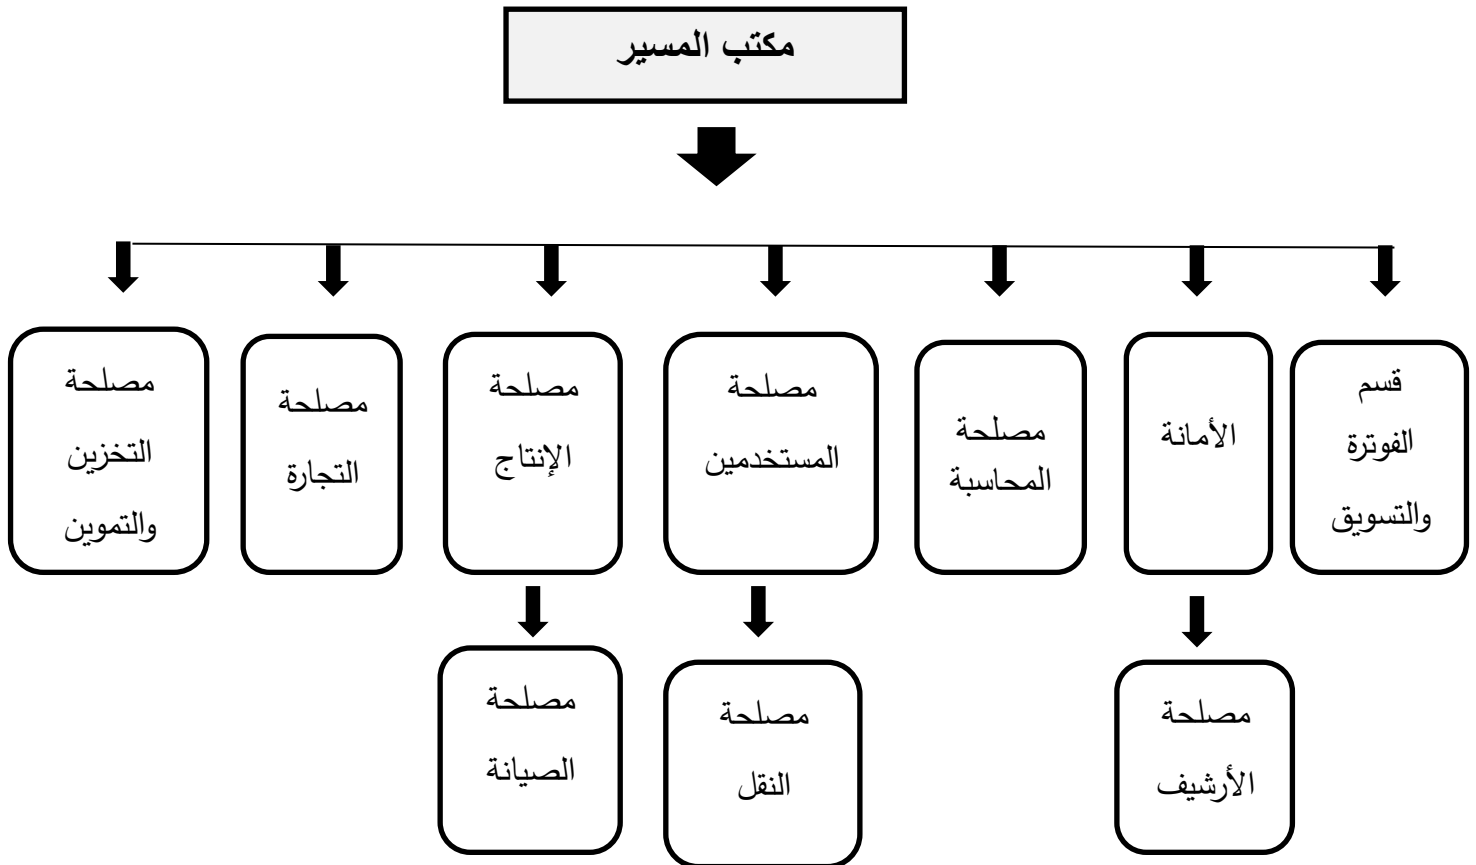 مكتب المسير
قسم
الفوترة
والتسويق
الأمانة
مصلحة
المحاسبة
مصلحة
المستخدمين
مصلحة
الإنتاج
مصلحة
التجارة
مصلحة
التخزين
والتموين
مصلحة
الأرشيف
مصلحة
النقل
مصلحة
الصيانة